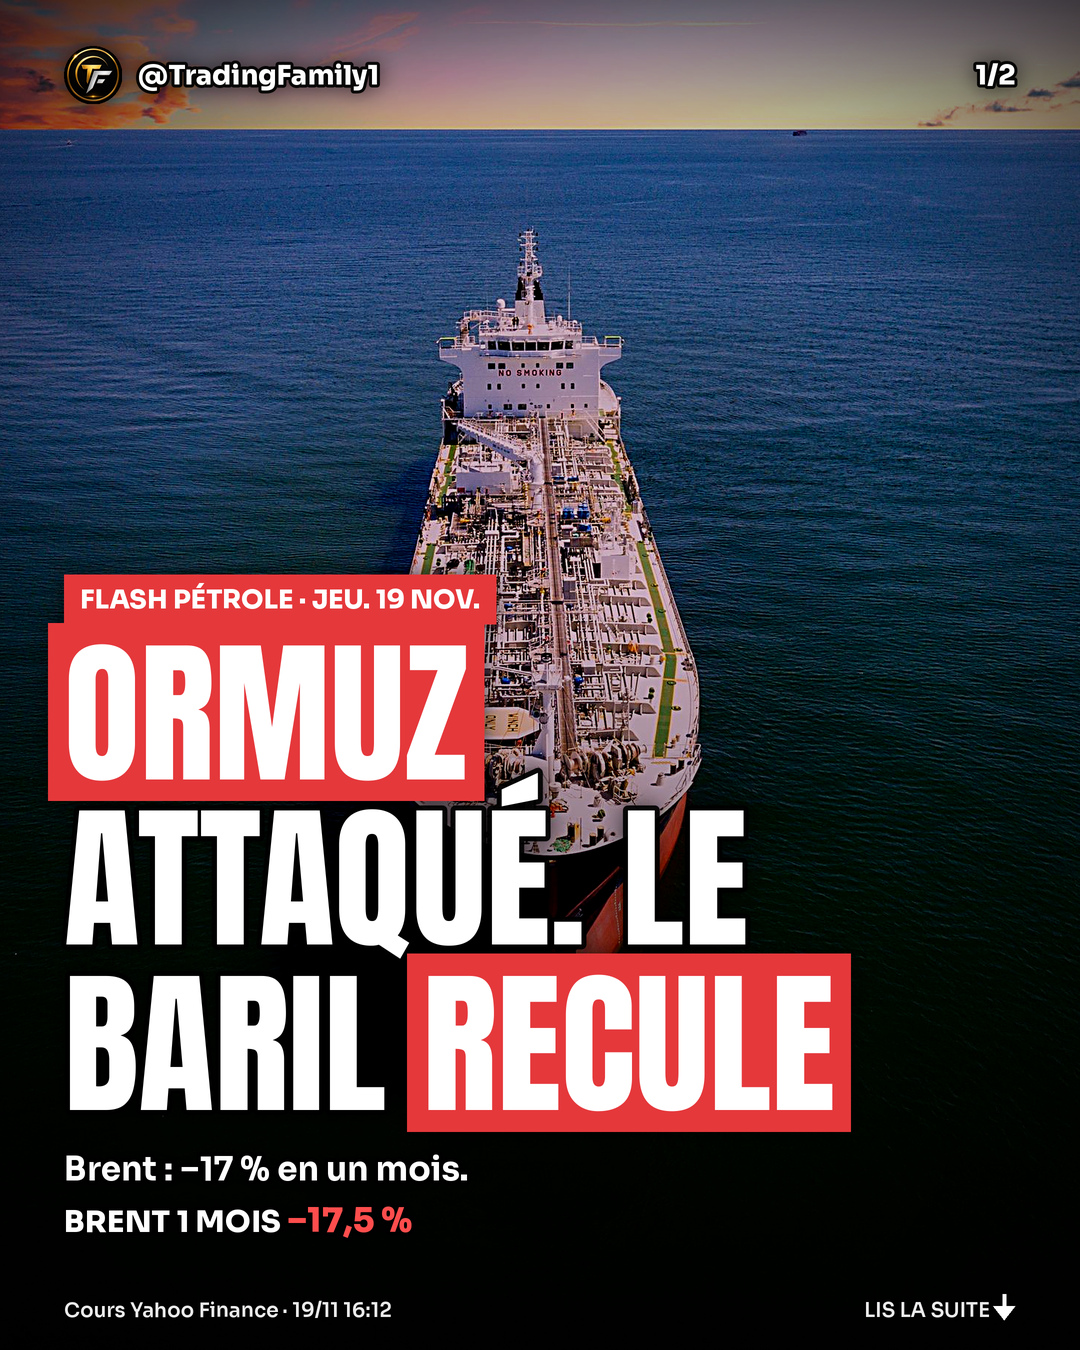 @TradingFamily1
1/2
NO SMOKING
FLASH PÉTROLE · JEU. 19 NOV.
ORMUZ
ATTAQUÉ. LE
BARIL RECULE
Brent : −17 % en un mois.
BRENT 1 MOIS −17,5 %
Cours Yahoo Finance · 19/11 16:12
LIS LA SUITE